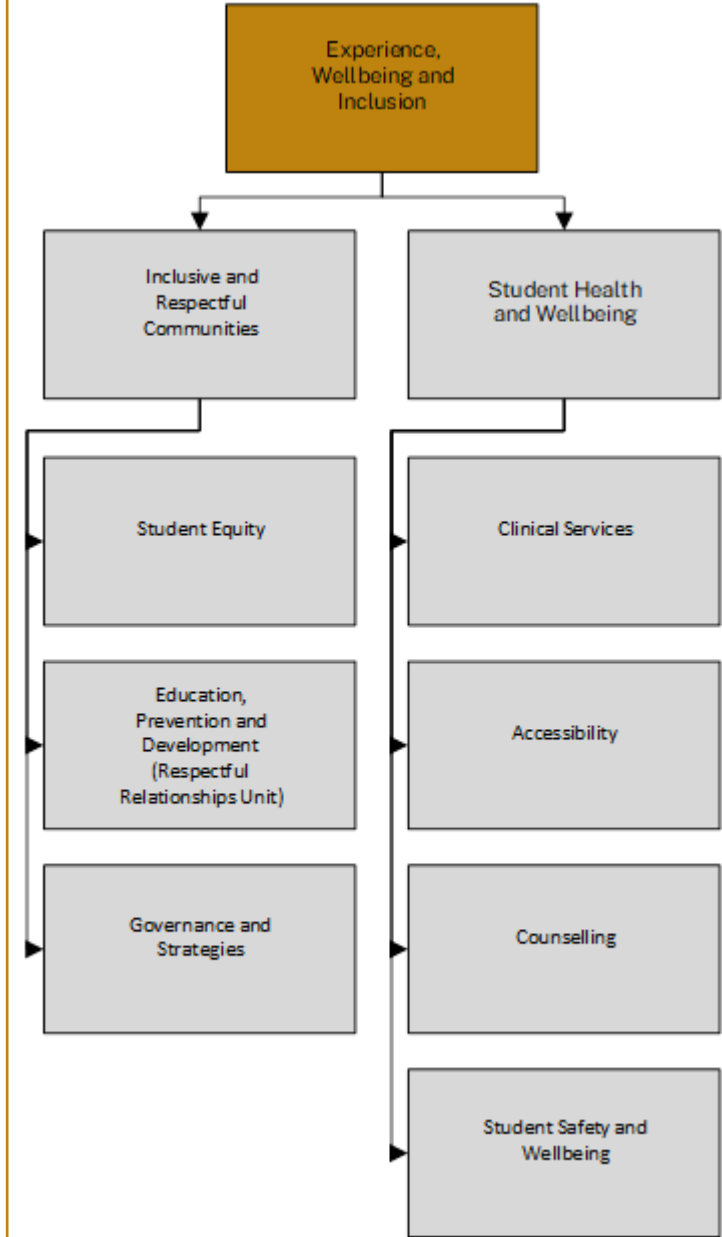 Experience,
Wellbeing and
Inclusion
Inclusive and
Respectful
Communities
Student Health
and Wellbeing
Student Equity
Clinical Services
Education,
Prevention and
Development
(Respectful
Relationships Unit)
Accessibility
Governance and
Strategies
Counselling
Student Safety and
Wellbeing